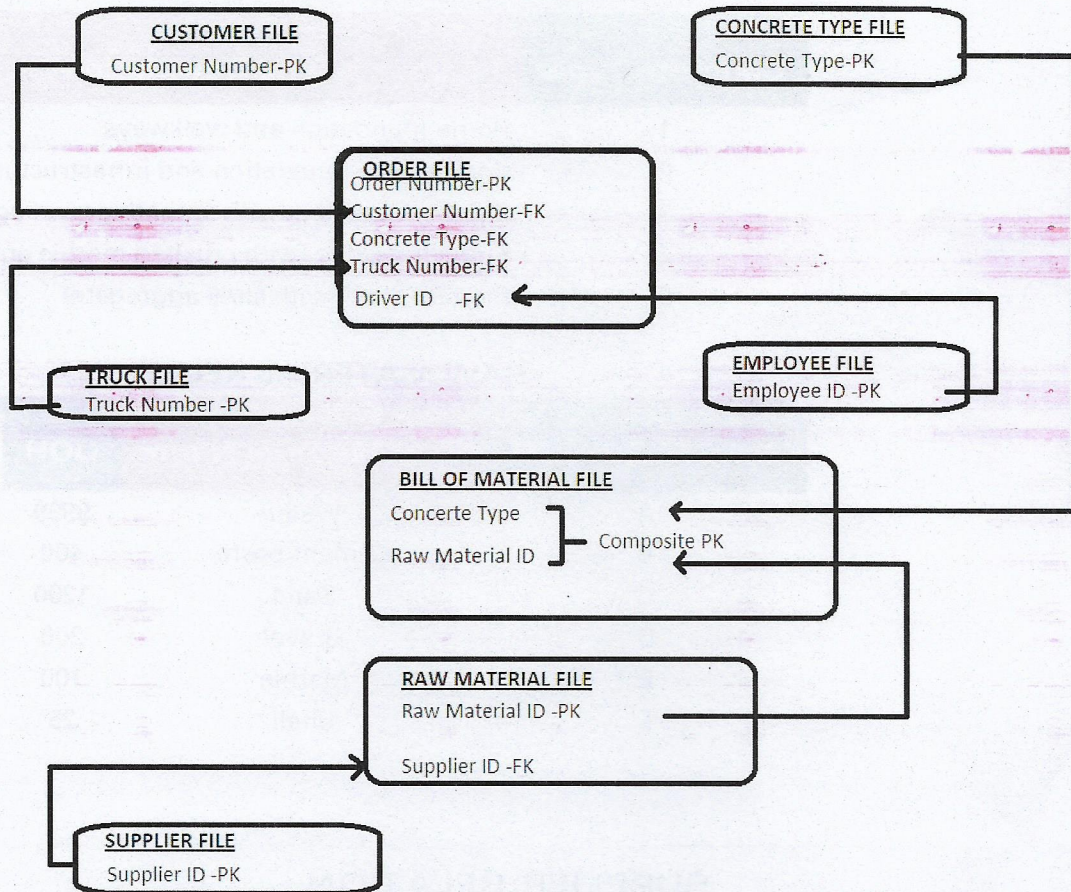 CUSTOMER FILE
Customer Number-PK
CONCRETE TYPE FILE
Concrete Type-PK
ORDER FILE
Order Number-PK
Customer Number-FK
Concrete Type-FK
Truck Number-FK
Driver ID -FK
TRUCK FILE
Truck Number -PK
EMPLOYEE FILE
Employee ID -PK
BILL OF MATERIAL FILE
Concerte Type
Raw Material ID
Composite PK
RAW MATERIAL FILE
Raw Material ID -PK
Supplier ID -FK
SUPPLIER FILE
Supplier ID -PK